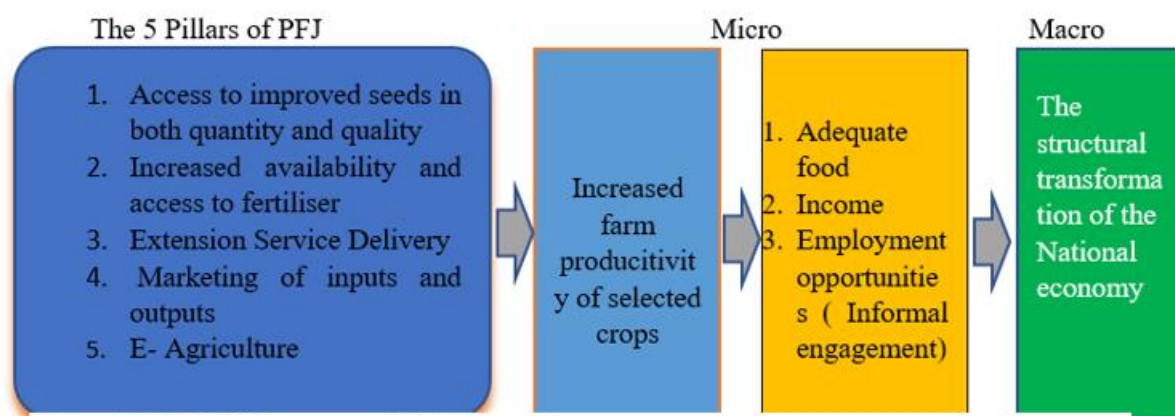 The 5 Pillars of PFJ
Micro
Macro
1. Access to improved seeds in
both quantity and quality
2. Increased availability and
access to fertiliser
3. Extension Service Delivery
4. Marketing of inputs and
outputs
5. E- Agriculture
Increased
farm
producitivit
y of selected
crops
1. Adequate
food
2. Income
3. Employment
opportunitie
s ( Informal
engagement)
The
structural
transforma
tion of the
National
economy